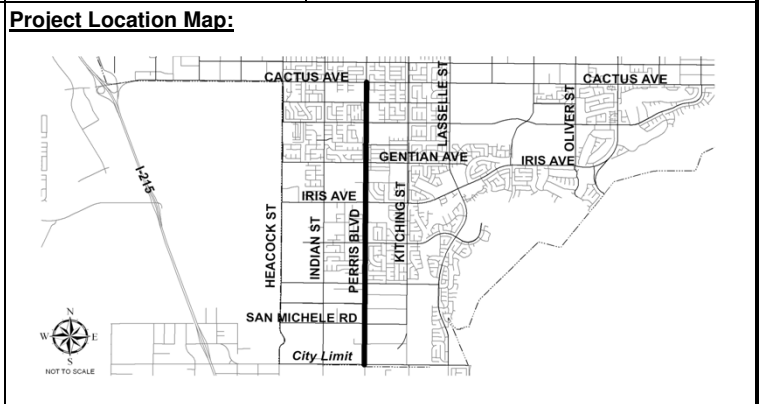 Project Location Map:
CACTUS AVE
CACTUS AVE
LASSELLE ST
OLIVER ST
GENTIAN AVE
IRIS AVE
I-215
IRIS AVE
HEACOCK ST
INDIAN ST
PERRIS BLVD
KITCHING ST
SAN MICHELE RD
City Limit
N
W
E
S
NOT TO SCALE